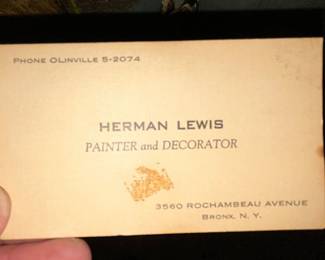 PHONE OLINVILLE 5-2074
HERMAN LEWIS
PAINTER and DECORATOR
3560 ROCHAMBEAU AVENUE
BRONX, N. Y.